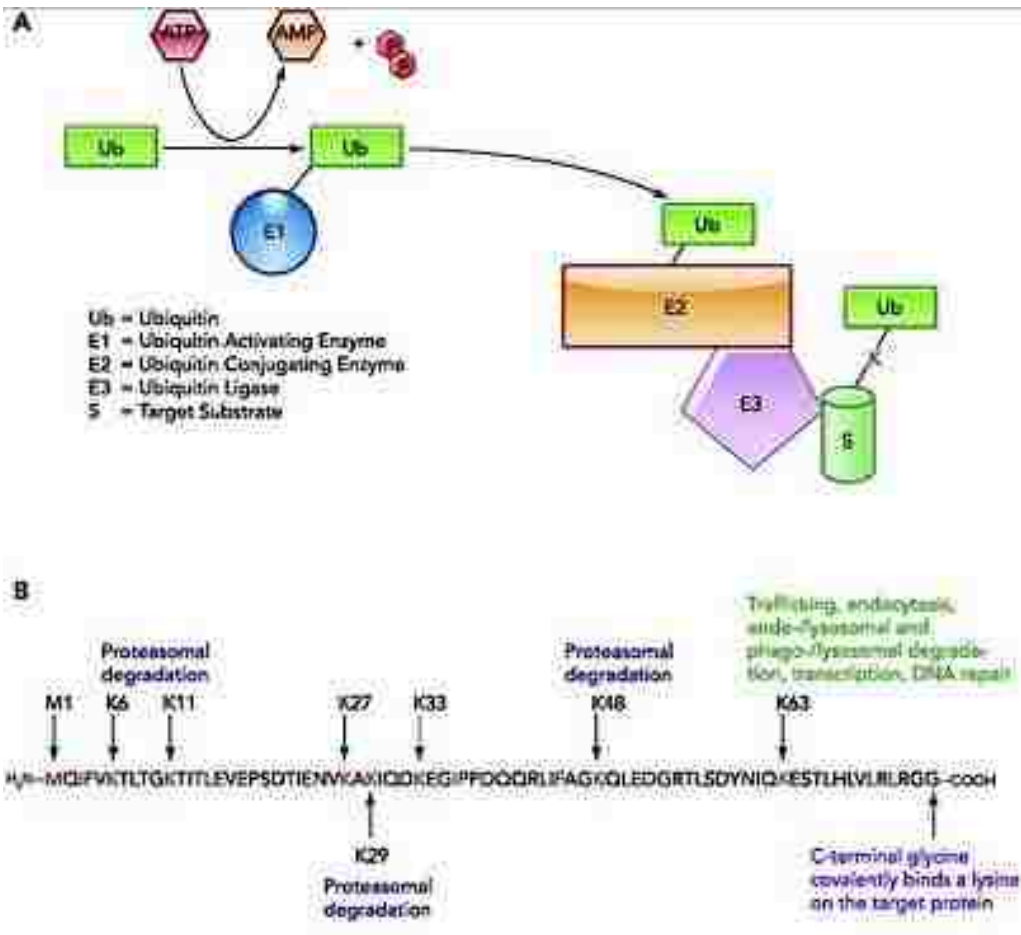 A
ATP
AMP
+
Ub
Ub
Ub
E1
E2
Ub
E3
S
Ub = Ubiquitin
E1 = Ubiquitin Activating Enzyme
E2 = Ubiquitin Conjugating Enzyme
E3 = Ubiquitin Ligase
S = Target Substrate
B
Trafficking, endocytosis,
endo-/lysosomal and
phago-/lysosomal degrada-
tion, transcription, DNA repair
Proteasomal
degradation
Proteasomal
degradation
M1
K6
K11
K27
K33
K48
K63
H₂N–MQIFVKTLTGKTITLEVEPSDTIENVKAKIQDKEGIPPDQQRLIFAGKQLEDGRTLSDYNIQKESTLHLVLRLRGG–COOH
K29
Proteasomal
degradation
C-terminal glycine
covalently binds a lysine
on the target protein